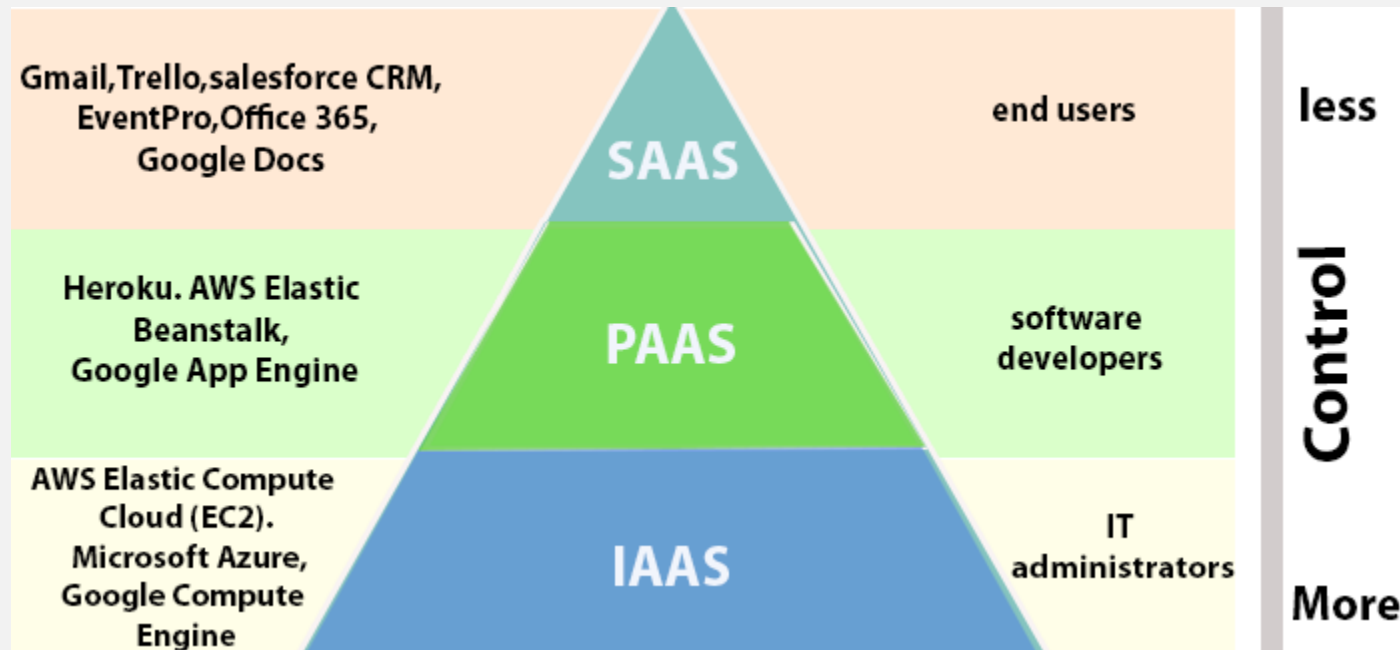 Gmail,Trello,salesforce CRM,
EventPro,Office 365,
Google Docs
SAAS
end users
less
Heroku. AWS Elastic
Beanstalk,
Google App Engine
PAAS
software
developers
Control
AWS Elastic Compute
Cloud (EC2).
Microsoft Azure,
Google Compute
Engine
IAAS
IT
administrators
More